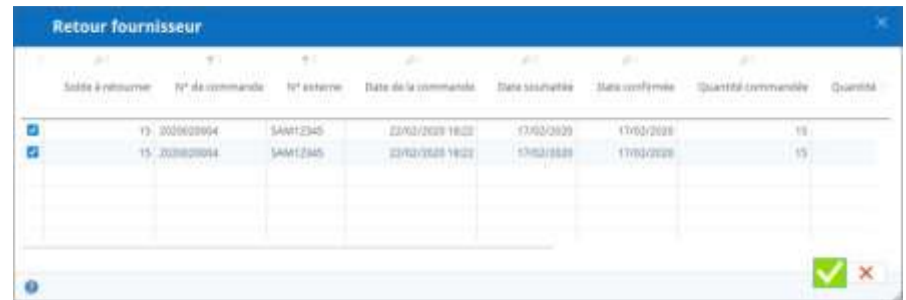 Retour fournisseur
Solde à retourner N° de commande N° externe Date de la commande Date souhaitée Date confirmée Quantité commandée Quantité
15 2020020004 SAM12345 22/02/2020 18:22 17/02/2020 17/02/2020 15
15 2020020004 SAM12345 22/02/2020 18:22 17/02/2020 17/02/2020 15